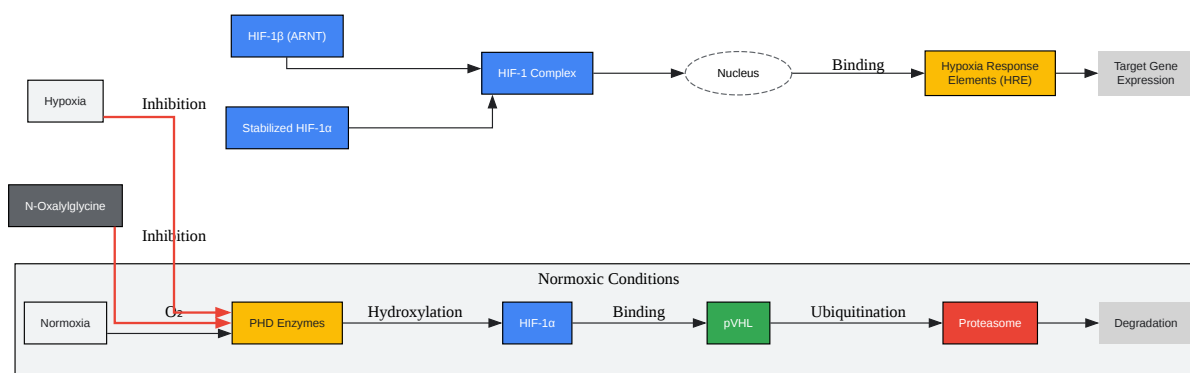 HIF-1β (ARNT)
HIF-1 Complex
Nucleus
Binding
Hypoxia Response
Elements (HRE)
Target Gene
Expression
Hypoxia
Inhibition
Stabilized HIF-1α
N-Oxalylglycine
Inhibition
Normoxic Conditions
Normoxia
O₂
PHD Enzymes
Hydroxylation
HIF-1α
Binding
pVHL
Ubiquitination
Proteasome
Degradation